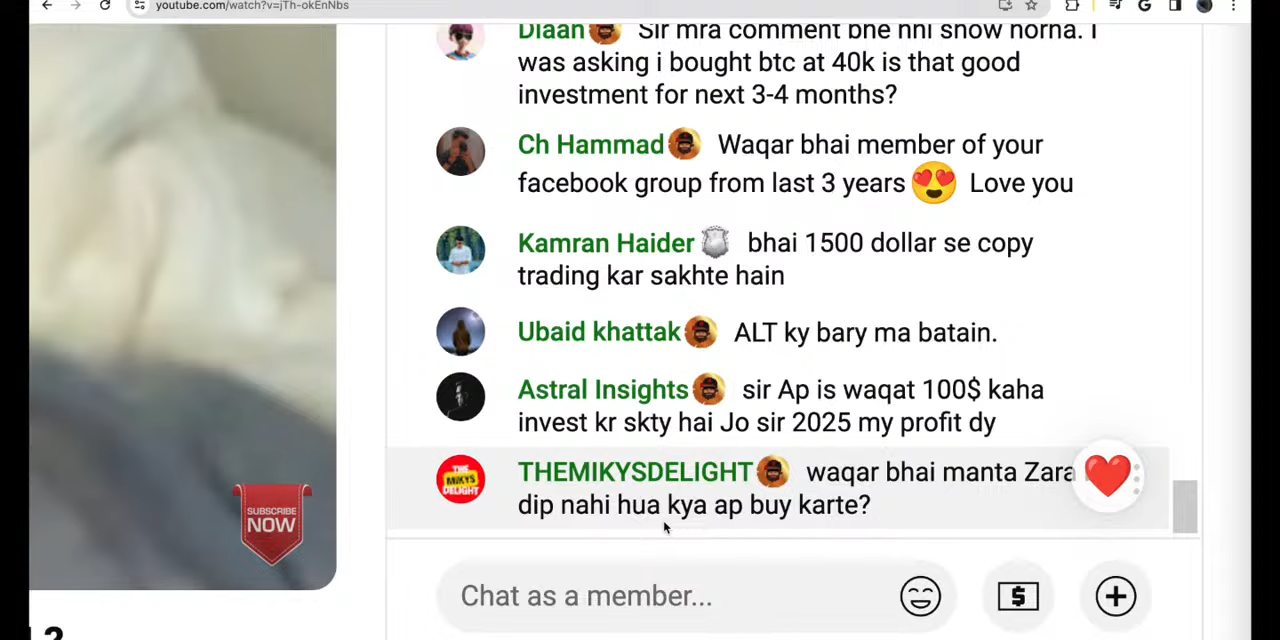 youtube.com/watch?v=jTh-okEnNbs
Diaan Sir mra comment bhe nhi show horha. I
was asking i bought btc at 40k is that good
investment for next 3-4 months?
Ch Hammad Waqar bhai member of your
facebook group from last 3 years 😍 Love you
Kamran Haider bhai 1500 dollar se copy
trading kar sakhte hain
Ubaid khattak ALT ky bary ma batain.
Astral Insights sir Ap is waqat 100$ kaha
invest kr skty hai Jo sir 2025 my profit dy
THE
MIKYS
DELIGHT
THEMIKYSDELIGHT waqar bhai manta Zara
dip nahi hua kya ap buy karte?
SUBSCRIBE
NOW
Chat as a member...